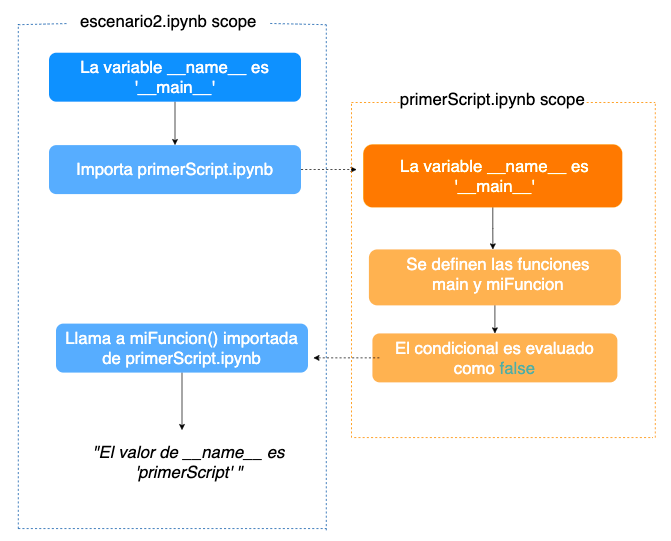 escenario2.ipynb scope
La variable __name__ es
'__main__'
Importa primerScript.ipynb
primerScript.ipynb scope
La variable __name__ es
'__main__'
Se definen las funciones
main y miFuncion
El condicional es evaluado
como false
Llama a miFuncion() importada
de primerScript.ipynb
"El valor de __name__ es
'primerScript' "